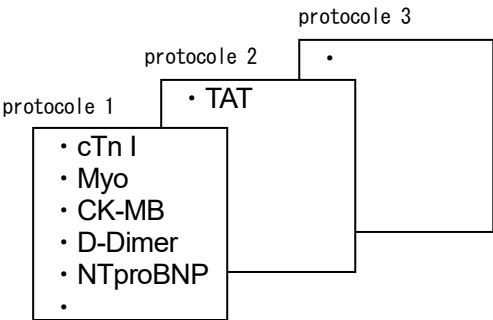 protocole 3
・
protocole 2
・TAT
protocole 1
・cTn I
・Myo
・CK-MB
・D-Dimer
・NTproBNP
・